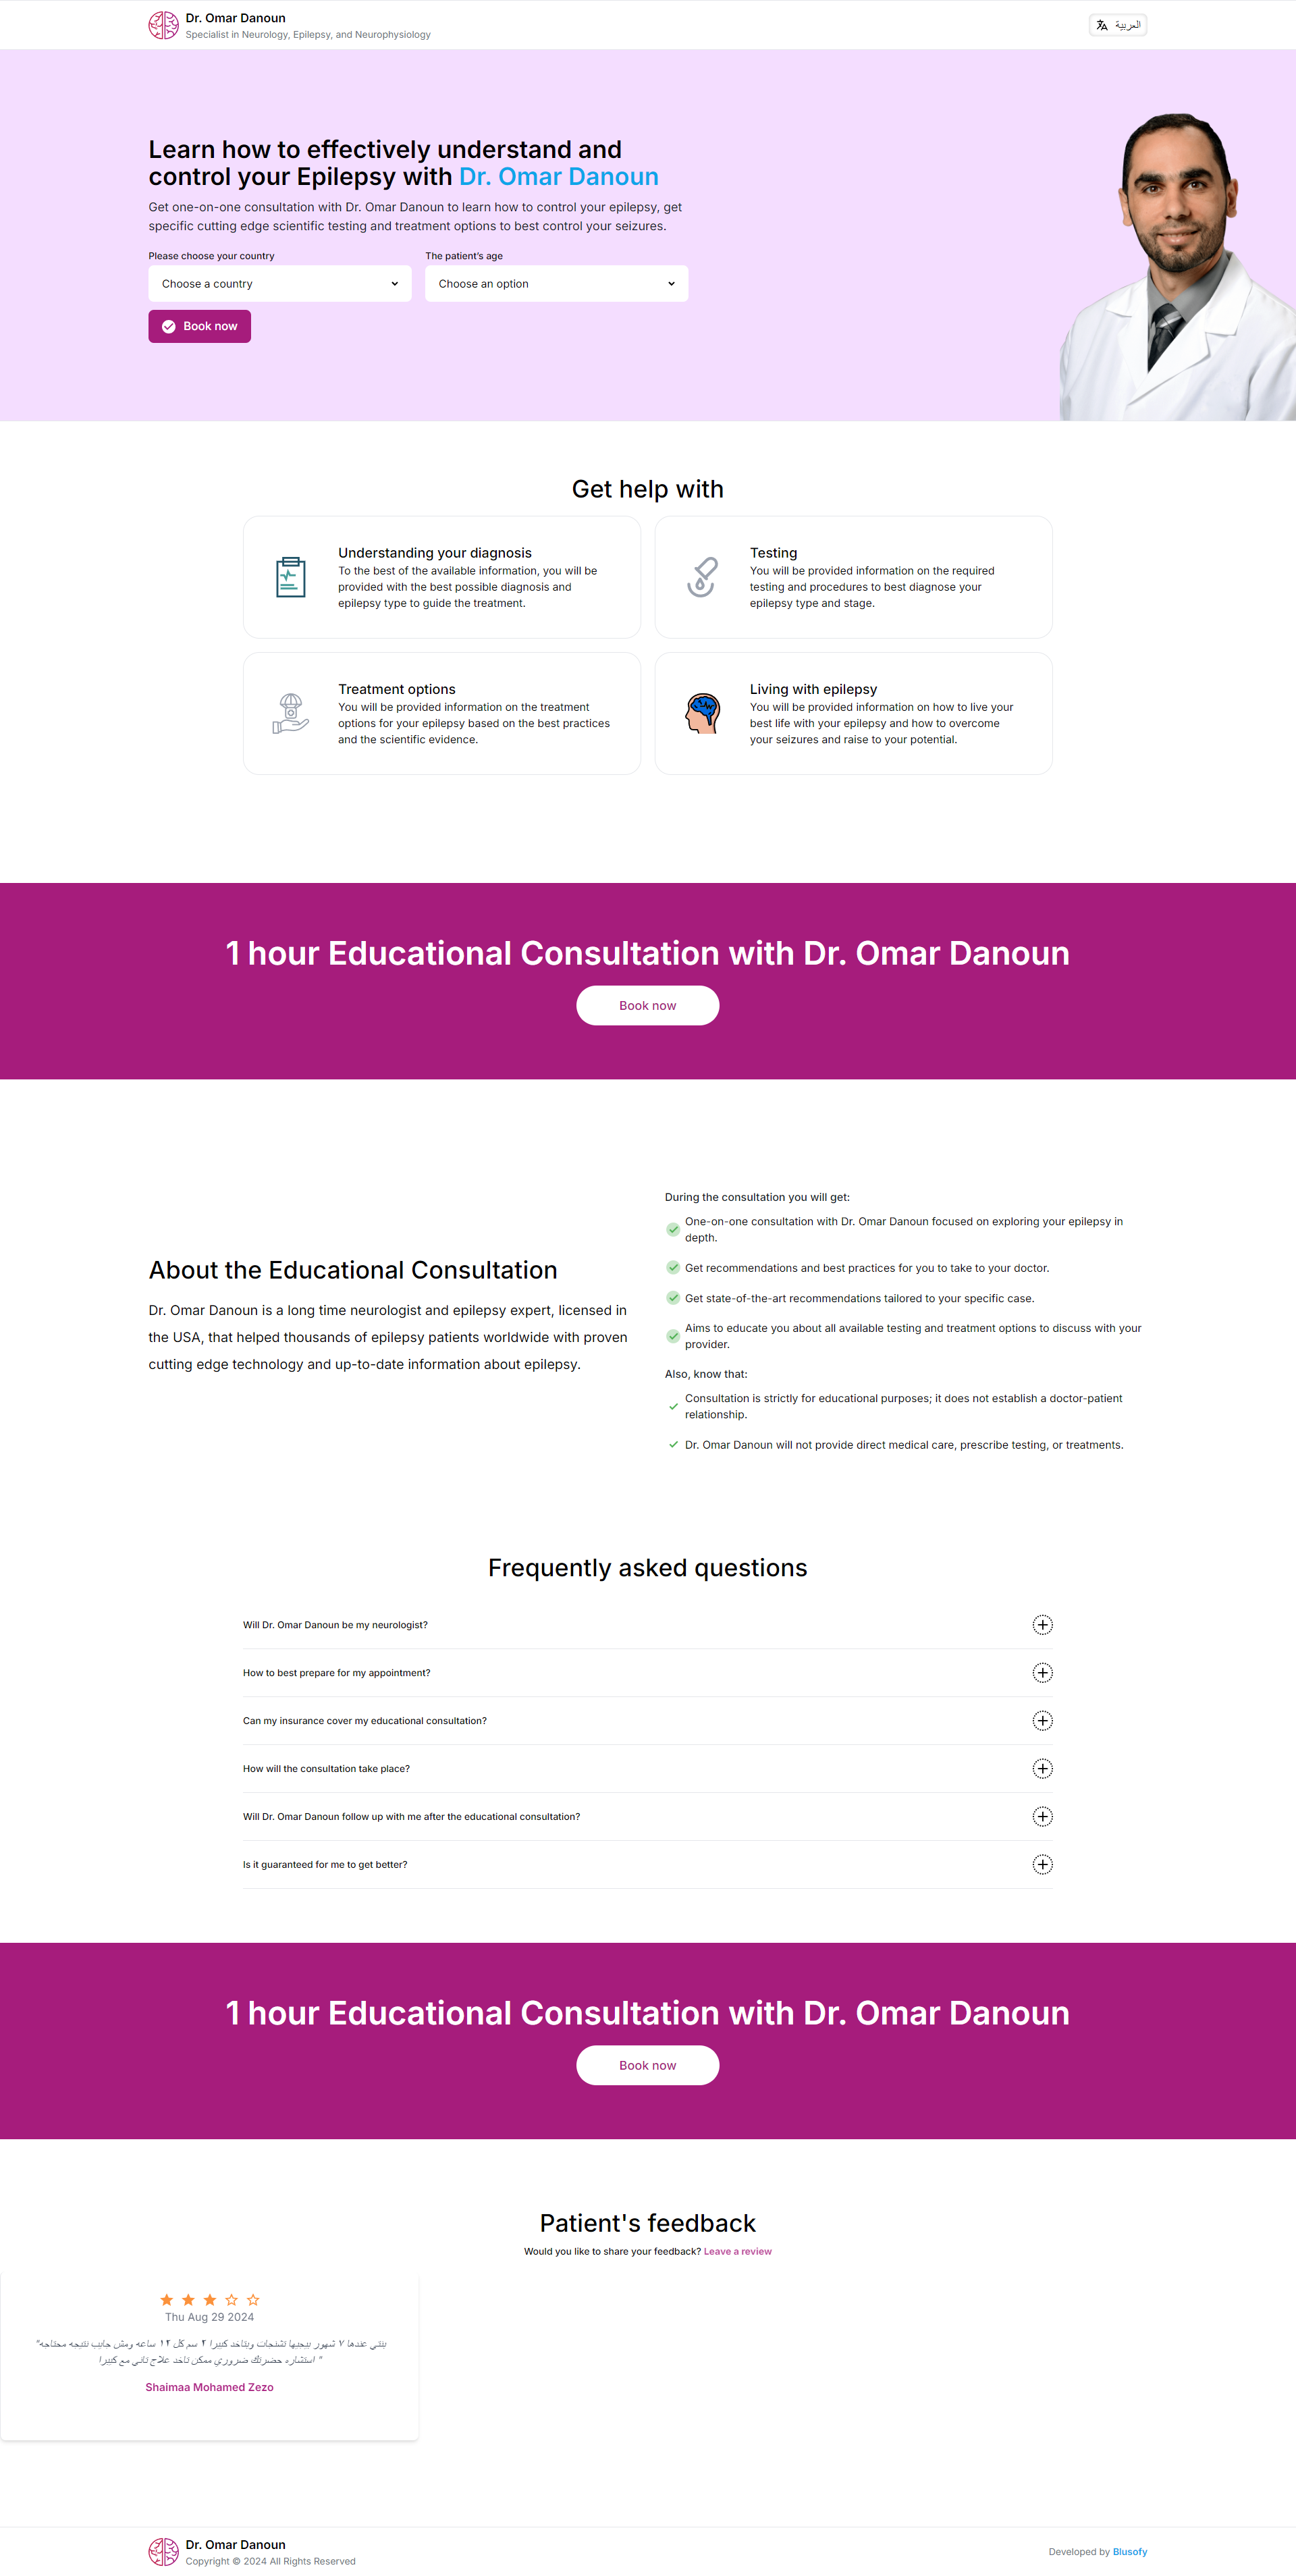 Dr. Omar Danoun
Specialist in Neurology, Epilepsy, and Neurophysiology
العربية
Learn how to effectively understand and
control your Epilepsy with Dr. Omar Danoun
Get one-on-one consultation with Dr. Omar Danoun to learn how to control your epilepsy, get
specific cutting edge scientific testing and treatment options to best control your seizures.
Please choose your country
The patient's age
Choose a country
Choose an option
Book now
Get help with
Understanding your diagnosis
To the best of the available information, you will be
provided with the best possible diagnosis and
epilepsy type to guide the treatment.
Testing
You will be provided information on the required
testing and procedures to best diagnose your
epilepsy type and stage.
Treatment options
You will be provided information on the treatment
options for your epilepsy based on the best practices
and the scientific evidence.
Living with epilepsy
You will be provided information on how to live your
best life with your epilepsy and how to overcome
your seizures and raise to your potential.
1 hour Educational Consultation with Dr. Omar Danoun
Book now
About the Educational Consultation
Dr. Omar Danoun is a long time neurologist and epilepsy expert, licensed in
the USA, that helped thousands of epilepsy patients worldwide with proven
cutting edge technology and up-to-date information about epilepsy.
During the consultation you will get:
One-on-one consultation with Dr. Omar Danoun focused on exploring your epilepsy in
depth.
Get recommendations and best practices for you to take to your doctor.
Get state-of-the-art recommendations tailored to your specific case.
Aims to educate you about all available testing and treatment options to discuss with your
provider.
Also, know that:
Consultation is strictly for educational purposes; it does not establish a doctor-patient
relationship.
Dr. Omar Danoun will not provide direct medical care, prescribe testing, or treatments.
Frequently asked questions
Will Dr. Omar Danoun be my neurologist?
How to best prepare for my appointment?
Can my insurance cover my educational consultation?
How will the consultation take place?
Will Dr. Omar Danoun follow up with me after the educational consultation?
Is it guaranteed for me to get better?
1 hour Educational Consultation with Dr. Omar Danoun
Book now
Patient's feedback
Would you like to share your feedback? Leave a review
Thu Aug 29 2024
"بنتي عندها ٧ شهور بيجيها تشنجات وبتاخد كبيرا ٢ سم كل ١٢ ساعه ومش جايب نتيجه محتاجه
استشاره حضرتك ضروري ممكن تاخد علاج تاني مع كبيرا "
Shaimaa Mohamed Zezo
Dr. Omar Danoun
Copyright © 2024 All Rights Reserved
Developed by Blusofy